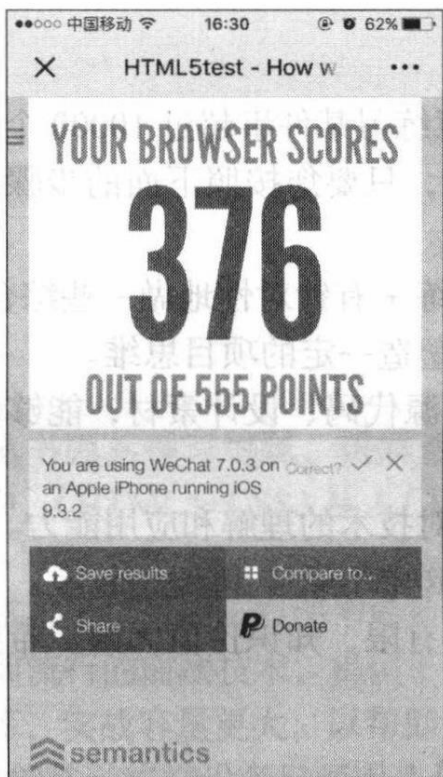 中国移动 16:30 62%
HTML5test - How w
YOUR BROWSER SCORES
376
OUT OF 555 POINTS
You are using WeChat 7.0.3 on Correct?
an Apple iPhone running iOS
9.3.2
Save results Compare to...
Share Donate
semantics